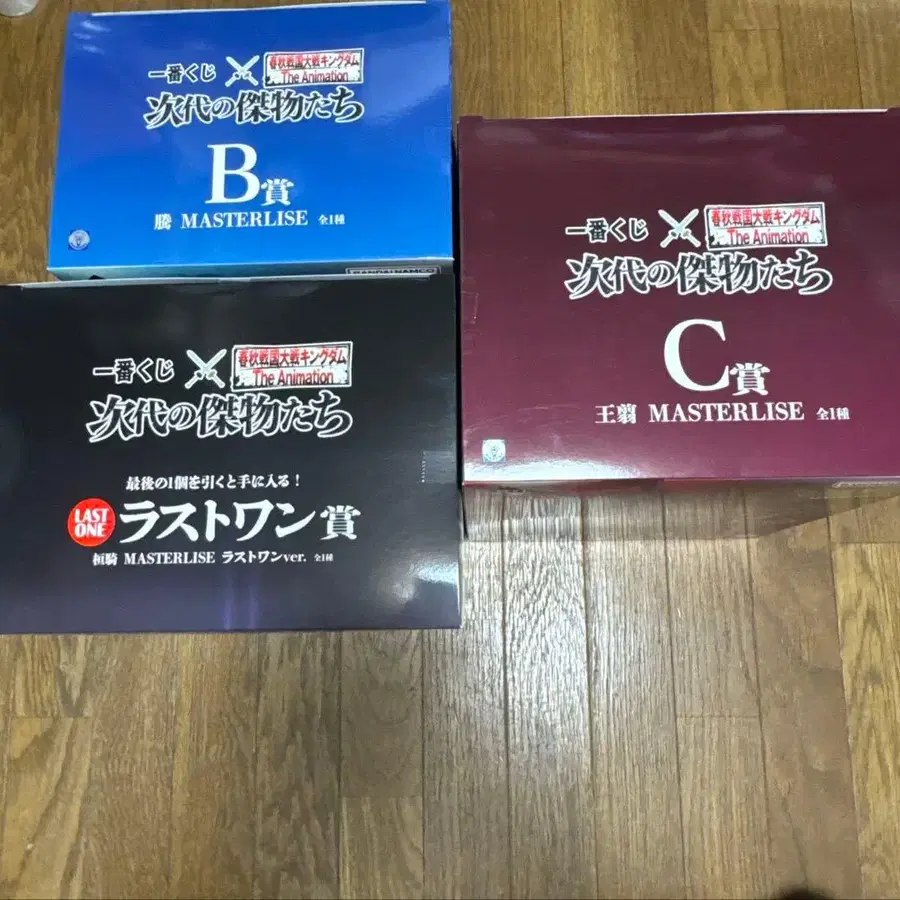 一番くじ
春秋戦国大戦キングダム
The Animation
次代の傑物たち
B賞
騰 MASTERLISE 全1種
BANDAI NAMCO
一番くじ
春秋戦国大戦キングダム
The Animation
次代の傑物たち
C賞
王翦 MASTERLISE 全1種
一番くじ
春秋戦国大戦キングダム
The Animation
次代の傑物たち
最後の1個を引くと手に入る!
LAST
ONE
ラストワン賞
桓騎 MASTERLISE ラストワンver. 全1種